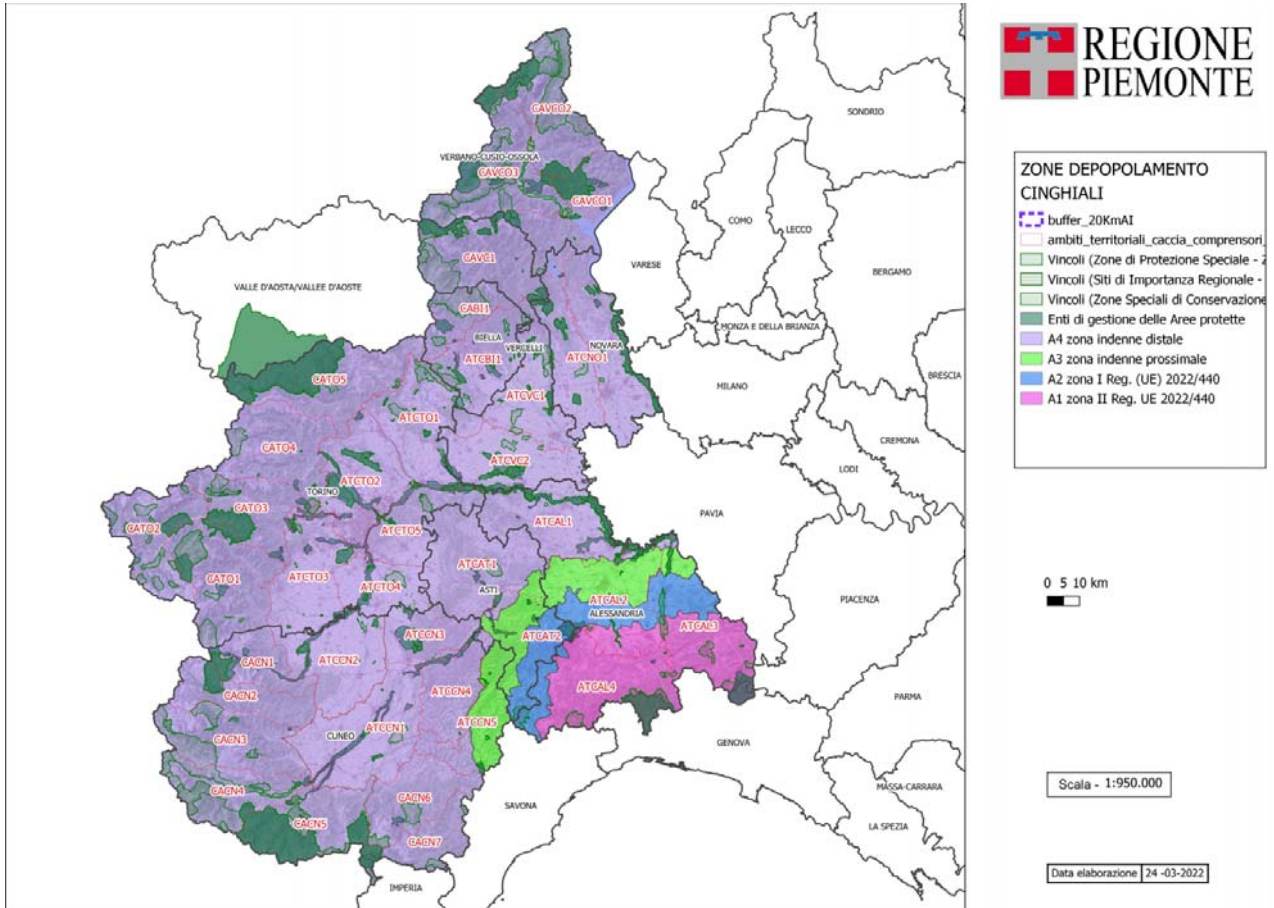 REGIONE
PIEMONTE
ZONE DEPOPOLAMENTO
CINGHIALI
buffer_20KmAI
ambiti_territoriali_caccia_comprensori_
Vincoli (Zone di Protezione Speciale - Z
Vincoli (Siti di Importanza Regionale -
Vincoli (Zone Speciali di Conservazione
Enti di gestione delle Aree protette
A4 zona indenne distale
A3 zona indenne prossimale
A2 zona I Reg. (UE) 2022/440
A1 zona II Reg. UE 2022/440
0 5 10 km
Scala - 1:950.000
Data elaborazione 24 -03-2022
SONDRIO
CAVCO2
VERBANO-CUSIO-OSSOLA
CAVCO3
CAVCO1
COMO
LECCO
VARESE
BERGAMO
CAVC1
VALLE D'AOSTA/VALLEE D'AOSTE
CABI1
MONZA E DELLA BRIANZA
BIELLA
VERCELLI
NOVARA
ATCBI1
ATCNO1
MILANO
BRESCIA
CATO5
ATCVC1
ATCTO1
CREMONA
CATO4
ATCVC2
LODI
ATCTO2
TORINO
CATO3
PAVIA
CATO2
ATCAL1
ATCTO5
ATCAT1
CATO1
ATCTO3
ATCTO4
ASTI
PIACENZA
ATCAL2
ALESSANDRIA
ATCAL3
ATCCN3
ATCAT2
CACN1
ATCCN2
ATCAL4
CACN2
ATCCN4
PARMA
ATCCN5
ATCCN1
CUNEO
CACN3
GENOVA
MASSA-CARRARA
CACN4
CACN6
SAVONA
CACN5
LA SPEZIA
CACN7
IMPERIA